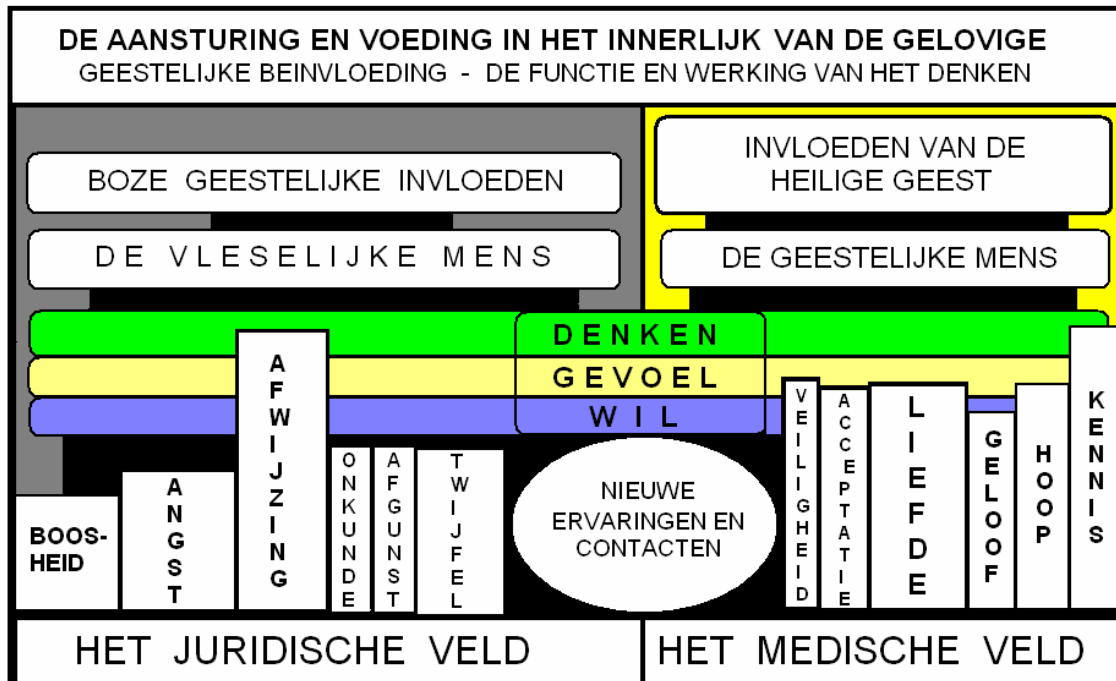 DE AANSTURING EN VOEDING IN HET INNERLIJK VAN DE GELOVIGE
GEESTELIJKE BEINVLOEDING - DE FUNCTIE EN WERKING VAN HET DENKEN
BOZE GEESTELIJKE INVLOEDEN
DE VLESELIJKE MENS
INVLOEDEN VAN DE
HEILIGE GEEST
DE GEESTELIJKE MENS
DENKEN
GEVOEL
WIL
BOOS-
HEID
ANGST
AFWIJZING
ONKUNDE
AFGUNST
TWIJFEL
NIEUWE
ERVARINGEN EN
CONTACTEN
VEILIGHEID
ACCEPTATIE
LIEFDE
GELOOF
HOOP
KENNIS
HET JURIDISCHE VELD
HET MEDISCHE VELD